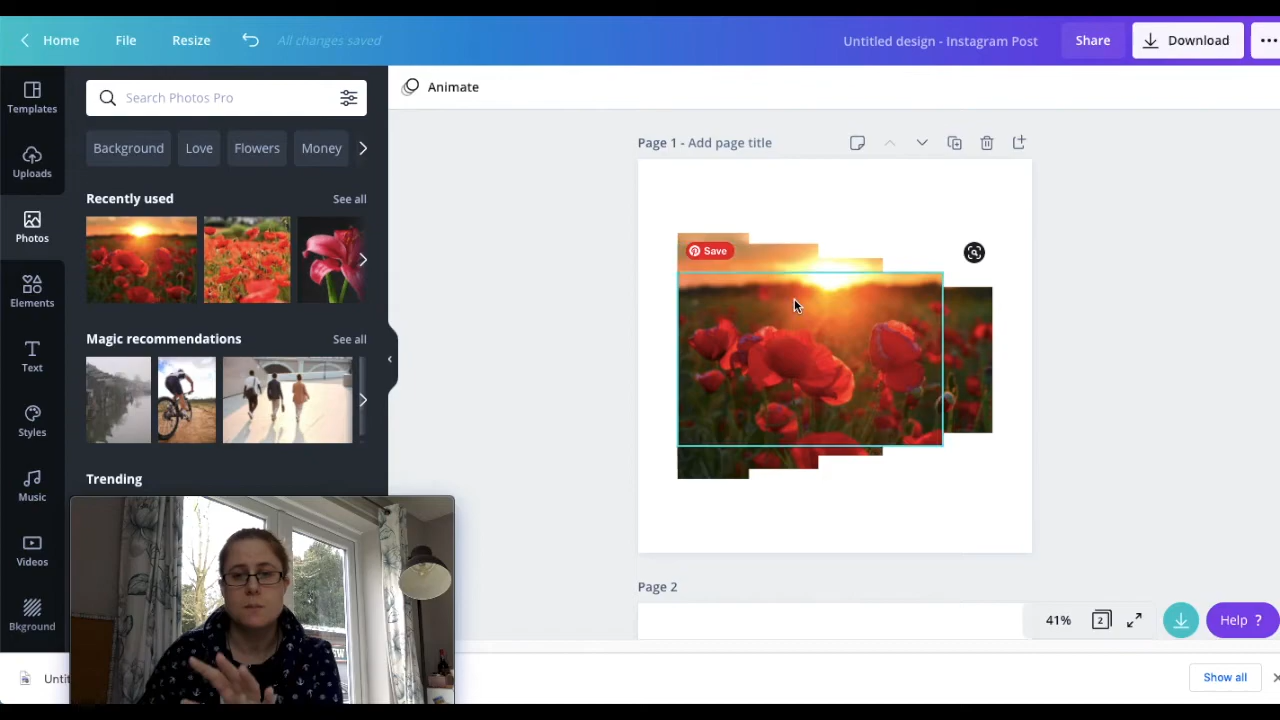 Home File Resize All changes saved Untitled design - Instagram Post Share Download
Templates
Uploads
Photos
Elements
Text
Styles
Music
Videos
Bkground
Search Photos Pro
Background Love Flowers Money
Recently used See all
Magic recommendations See all
Trending
Animate
Page 1 - Add page title
Save
Page 2
41% 2 Help ?
Show all